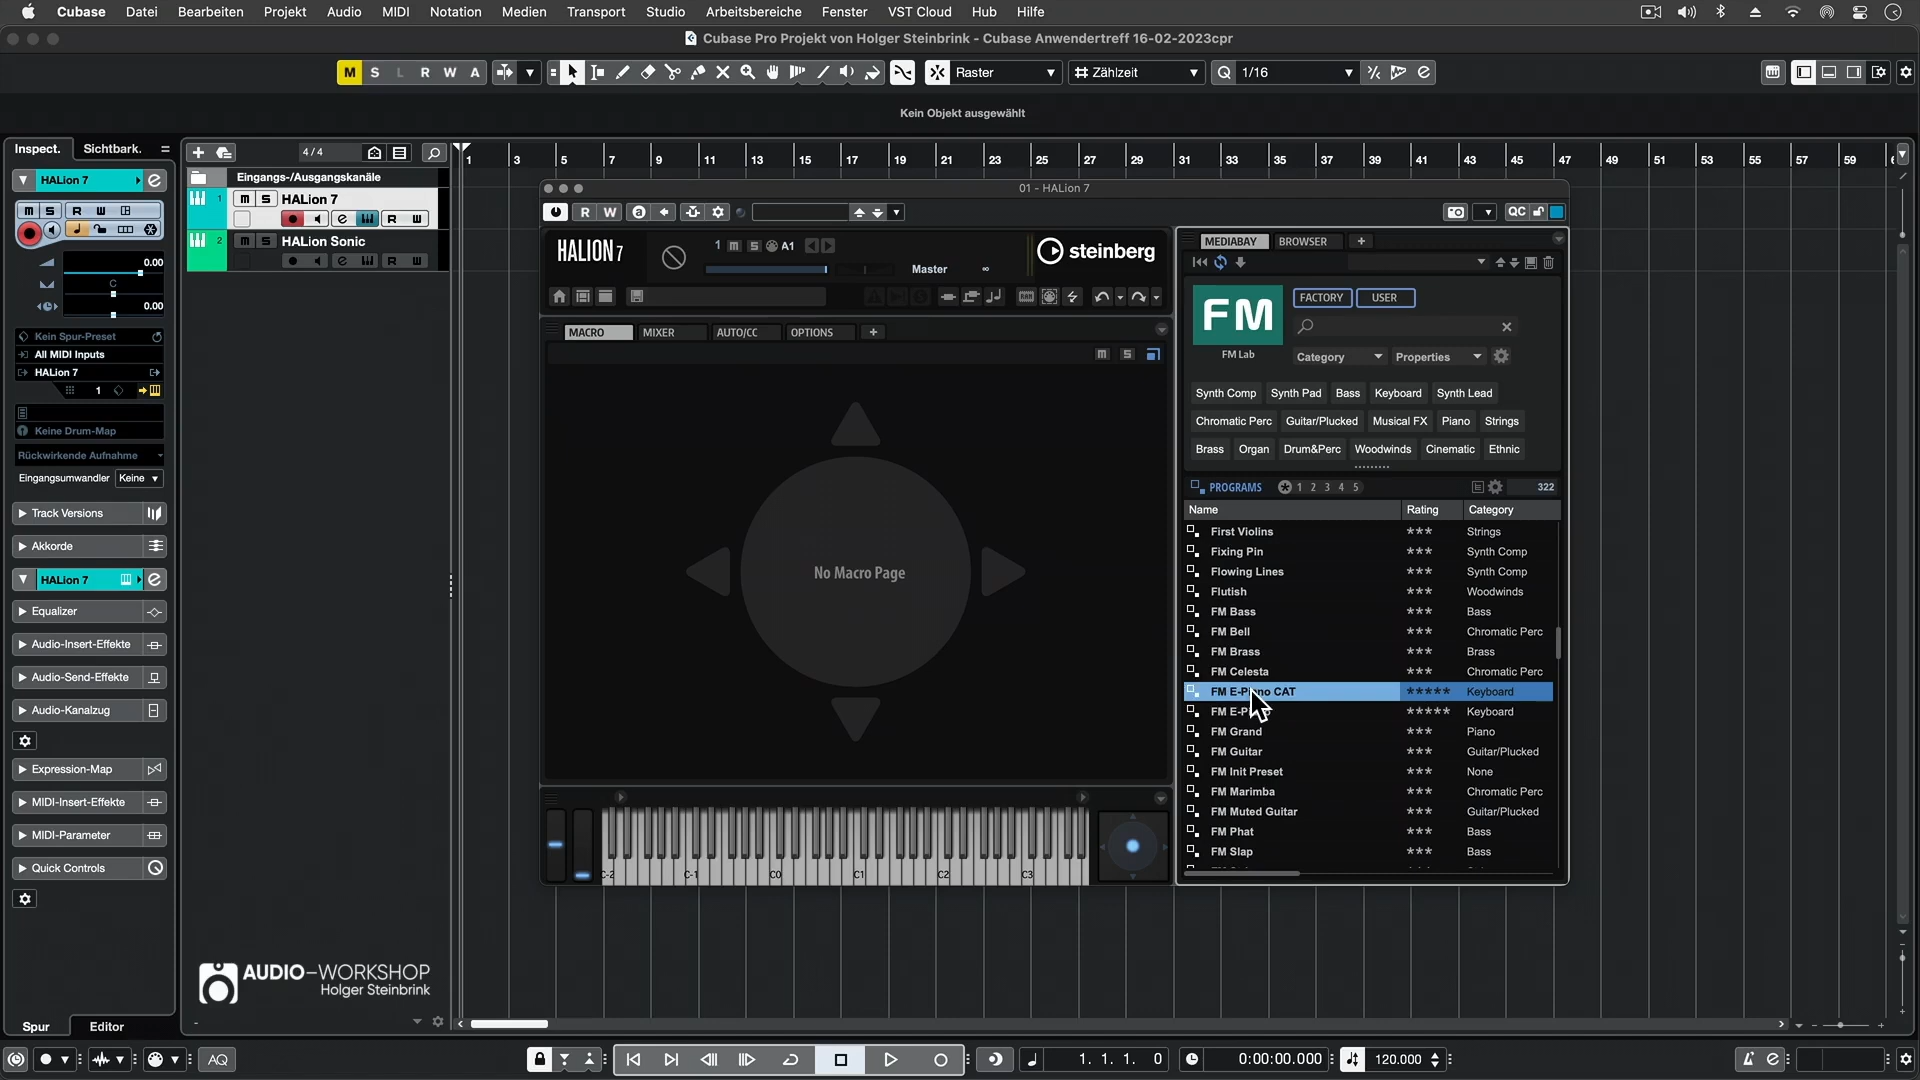 Cubase Datei Bearbeiten Projekt Audio MIDI Notation Medien Transport Studio Arbeitsbereiche Fenster VST Cloud Hub Hilfe
Cubase Pro Projekt von Holger Steinbrink - Cubase Anwendertreff 16-02-2023cpr
M S L R W A
Raster
Zählzeit
Q 1/16
Kein Objekt ausgewählt
Inspect. Sichtbark.
4/4
1 3 5 7 9 11 13 15 17 19 21 23 25 27 29 31 33 35 37 39 41 43 45 47 49 51 53 55 57 59
HALion 7
Eingangs-/Ausgangskanäle
1 m S HALion 7
R W
2 m S HALion Sonic
R W
m S R W
0.00
C
0.00
Kein Spur-Preset
All MIDI Inputs
HALion 7
1
Keine Drum-Map
Rückwirkende Aufnahme
Eingangsumwandler Keine
Track Versions
Akkorde
HALion 7
Equalizer
Audio-Insert-Effekte
Audio-Send-Effekte
Audio-Kanalzug
Expression-Map
MIDI-Insert-Effekte
MIDI-Parameter
Quick Controls
AUDIO-WORKSHOP
Holger Steinbrink
Spur Editor
01 - HALion 7
R W
QC
HALION 7
1 m S A1
Master ∞
steinberg
MACRO MIXER AUTO/CC OPTIONS +
m S
No Macro Page
C-2 C-1 C0 C1 C2 C3
MEDIABAY BROWSER +
FM
FM Lab
FACTORY USER
Category Properties
Synth Comp Synth Pad Bass Keyboard Synth Lead
Chromatic Perc Guitar/Plucked Musical FX Piano Strings
Brass Organ Drum&Perc Woodwinds Cinematic Ethnic
PROGRAMS 1 2 3 4 5 322
Name Rating Category
First Violins *** Strings
Fixing Pin *** Synth Comp
Flowing Lines *** Synth Comp
Flutish *** Woodwinds
FM Bass *** Bass
FM Bell *** Chromatic Perc
FM Brass *** Brass
FM Celesta *** Chromatic Perc
FM E-Piano CAT ***** Keyboard
FM E-P ***** Keyboard
FM Grand *** Piano
FM Guitar *** Guitar/Plucked
FM Init Preset *** None
FM Marimba *** Chromatic Perc
FM Muted Guitar *** Guitar/Plucked
FM Phat *** Bass
FM Slap *** Bass
AQ
1. 1. 1. 0
0:00:00.000
120.000